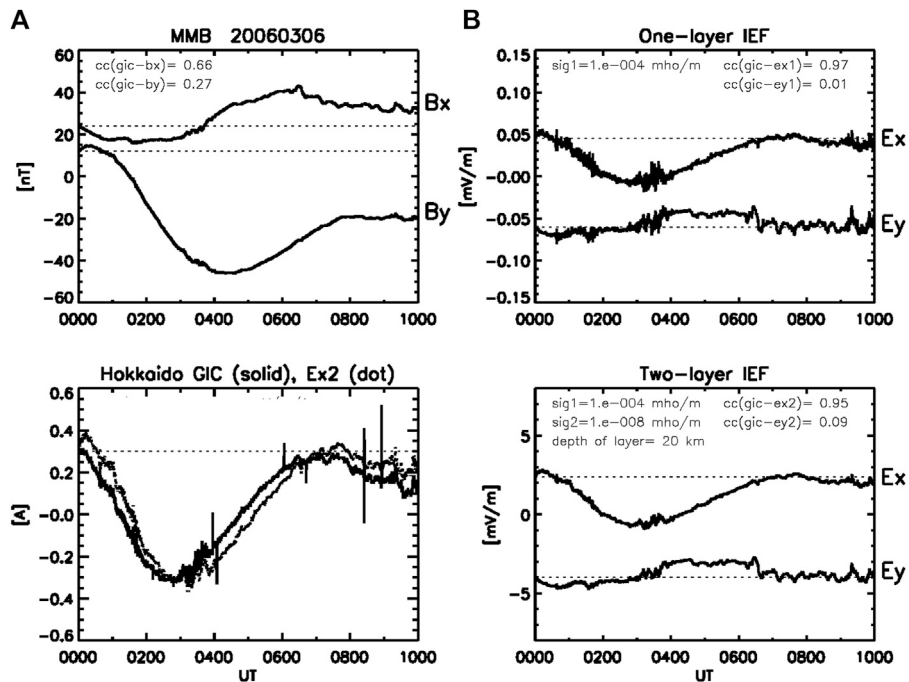 A
MMB 20060306
cc(gic-bx)= 0.66
cc(gic-by)= 0.27
60
40
20
0
-20
-40
-60
[nT]
Bx
By
0000 0200 0400 0600 0800 1000
Hokkaido GIC (solid), Ex2 (dot)
0.6
0.4
0.2
-0.0
-0.2
-0.4
-0.6
[A]
0000 0200 0400 0600 0800 1000
UT
B
One-layer IEF
sig1=1.e-004 mho/m cc(gic-ex1)= 0.97
cc(gic-ey1)= 0.01
0.15
0.10
0.05
-0.00
-0.05
-0.10
-0.15
[mV/m]
Ex
Ey
0000 0200 0400 0600 0800 1000
Two-layer IEF
sig1=1.e-004 mho/m cc(gic-ex2)= 0.95
sig2=1.e-008 mho/m cc(gic-ey2)= 0.09
depth of layer= 20 km
5
0
-5
[mV/m]
Ex
Ey
0000 0200 0400 0600 0800 1000
UT